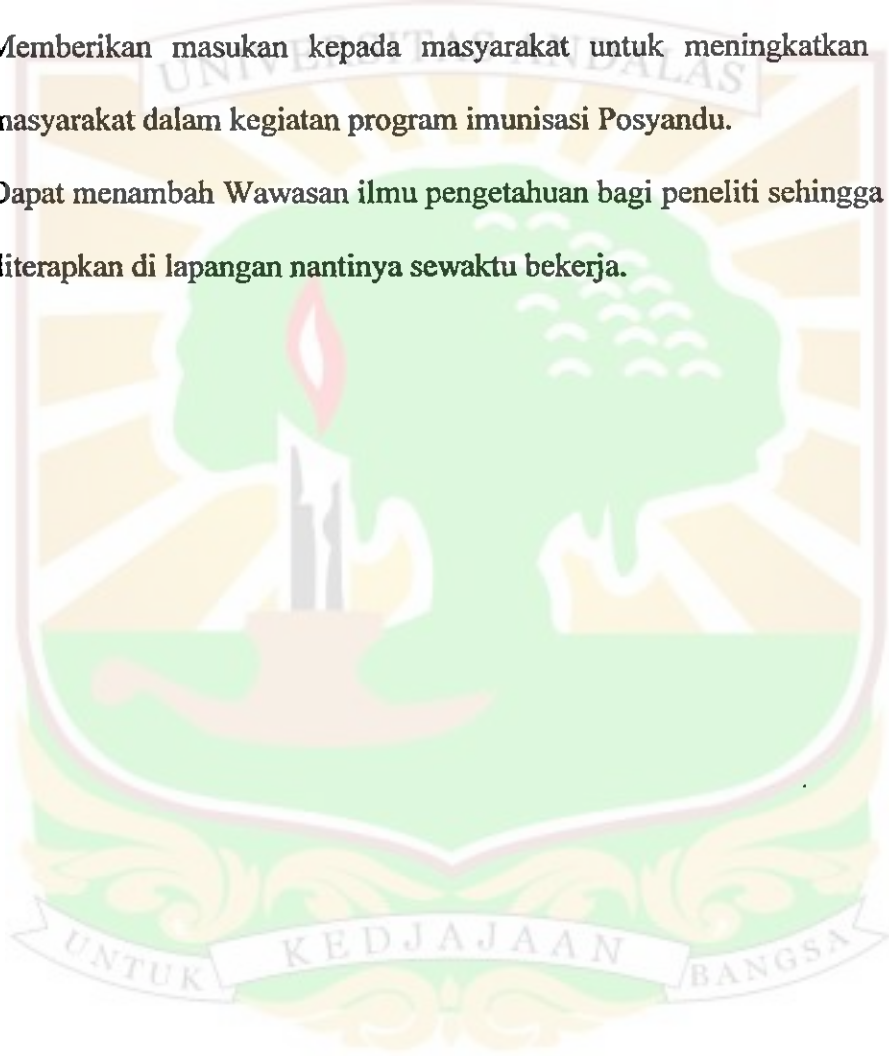 Memberikan masukan kepada masyarakat untuk meningkatkan
UNIVERSITAS ANDALAS
masyarakat dalam kegiatan program imunisasi Posyandu.
Dapat menambah Wawasan ilmu pengetahuan bagi peneliti sehingga
diterapkan di lapangan nantinya sewaktu bekerja.
UNTUK KEDJAJAAN BANGSA